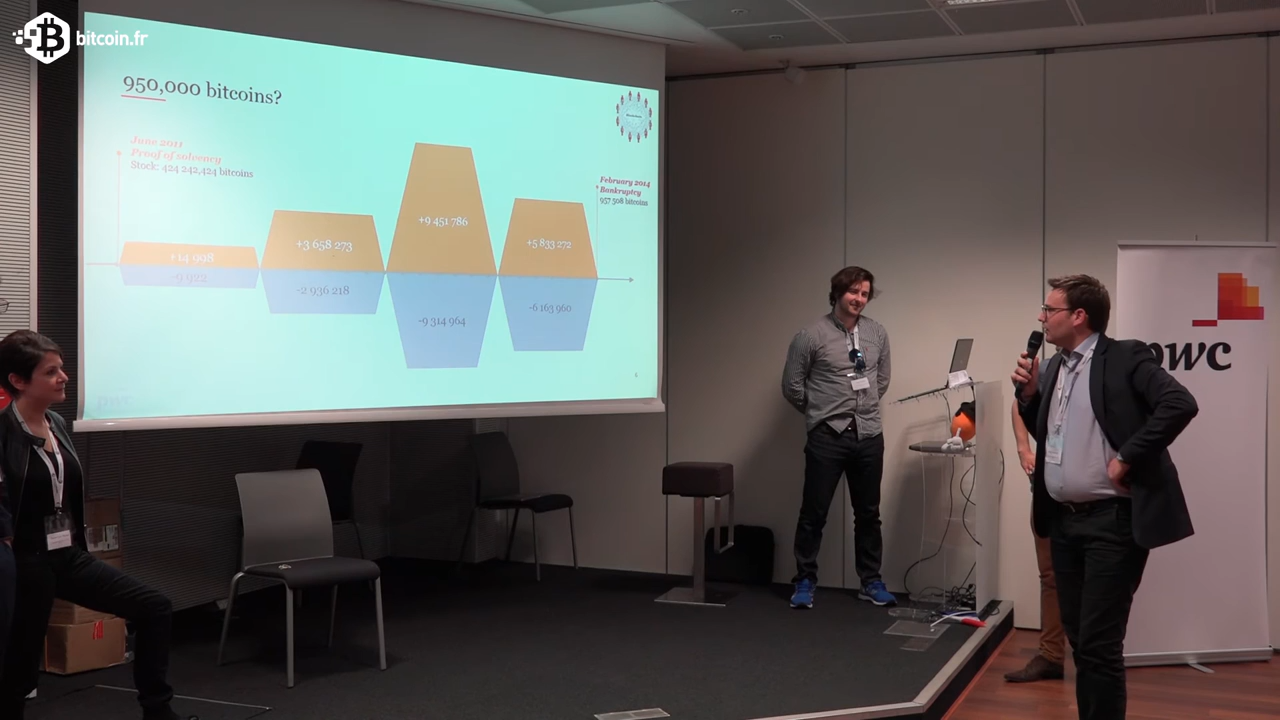 bitcoin.fr
950,000 bitcoins?
June 2011
Proof of solvency
Stock: 424 242,424 bitcoins
February 2014
Bankruptcy
957 508 bitcoins
+14 998
+3 658 273
+9 451 786
+5 833 272
-9 922
-2 936 218
-9 314 964
-6 163 960
6
pwc
pwc